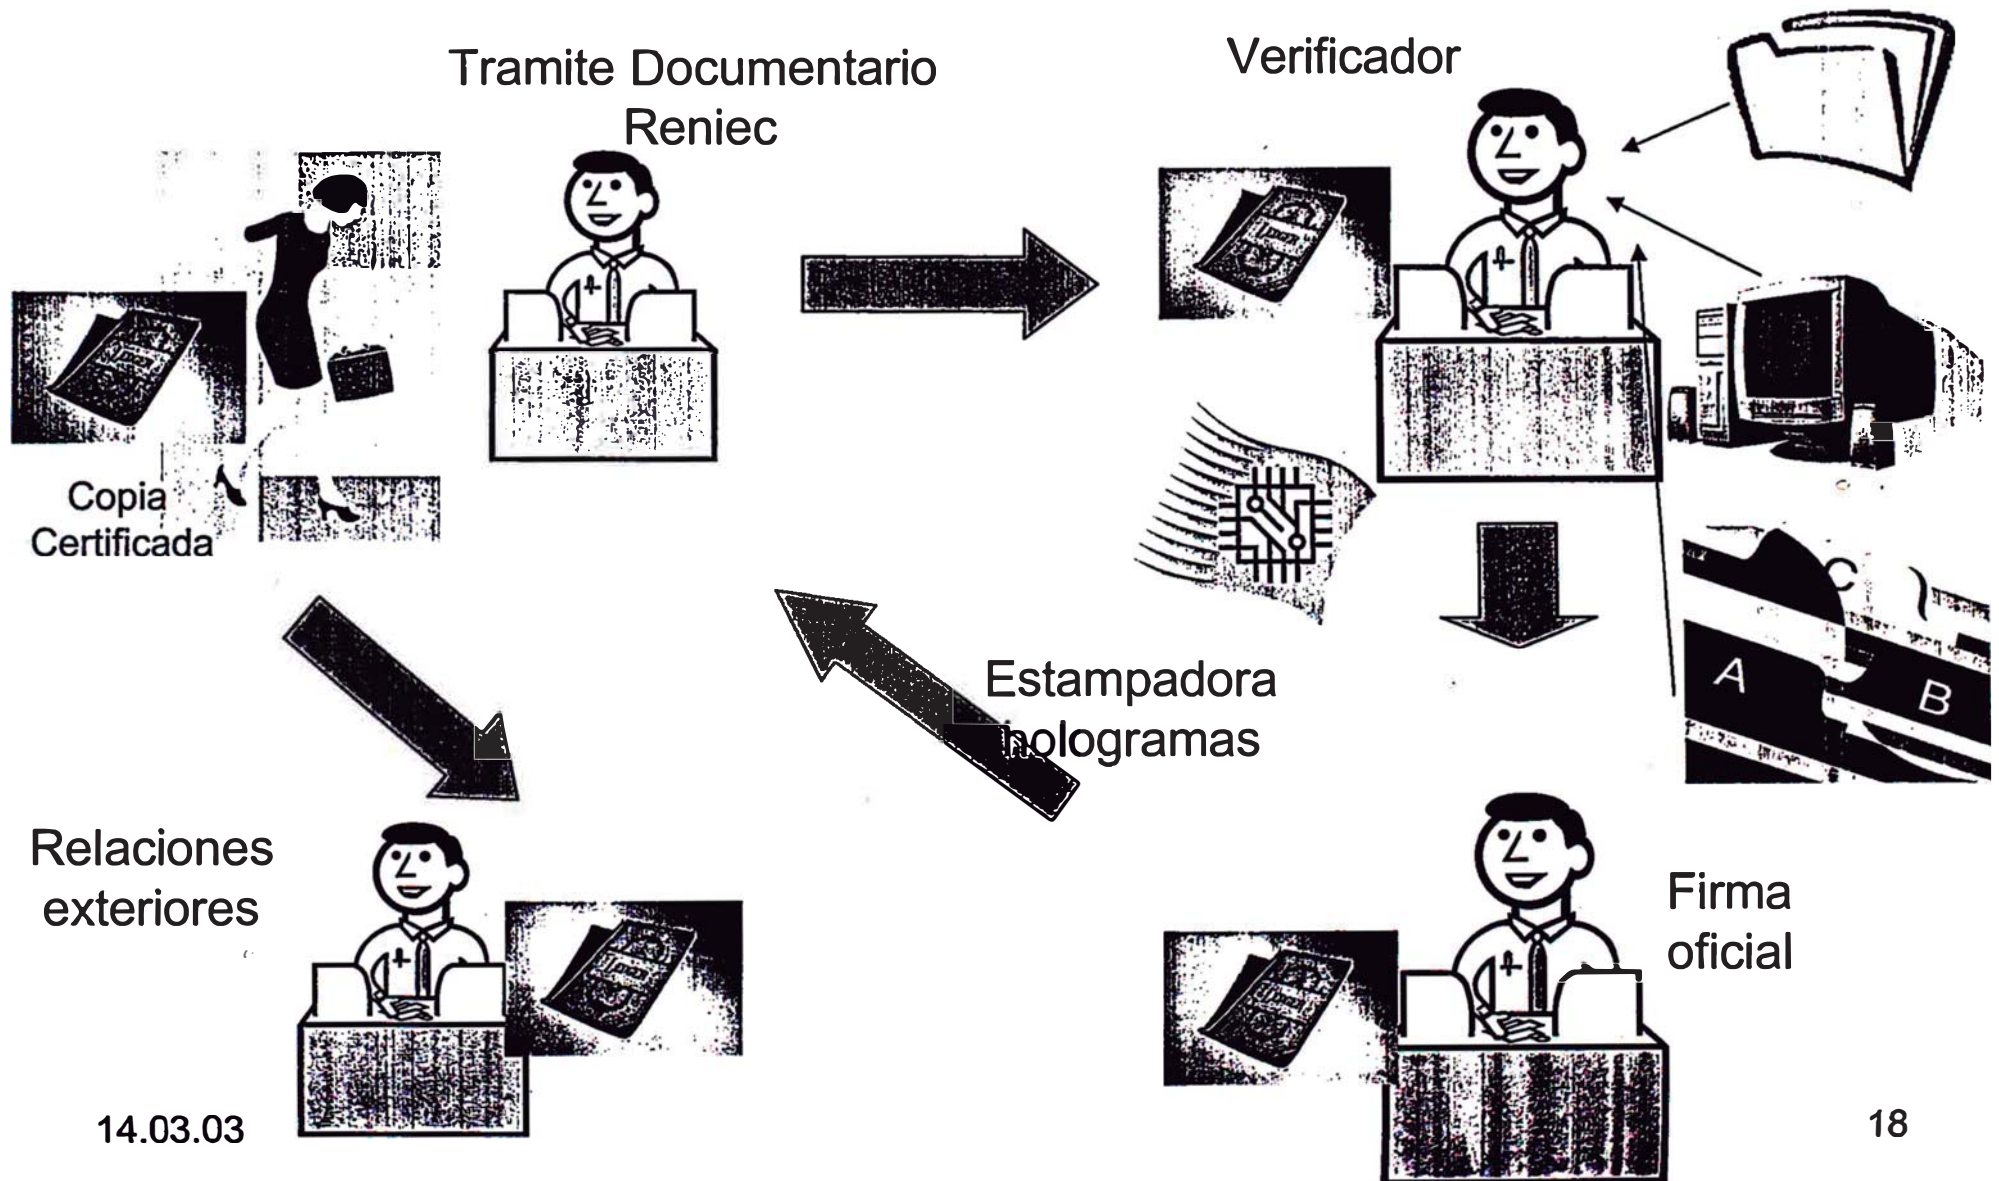 Tramite Documentario
Reniec
Verificador
Copia
Certificada
Estampadora
hologramas
C
A
B
Relaciones
exteriores
Firma
oficial
14.03.03
18